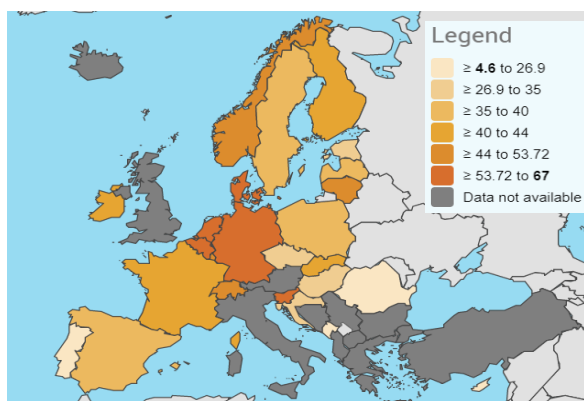 Legend
≥ 4.6 to 26.9
≥ 26.9 to 35
≥ 35 to 40
≥ 40 to 44
≥ 44 to 53.72
≥ 53.72 to 67
Data not available